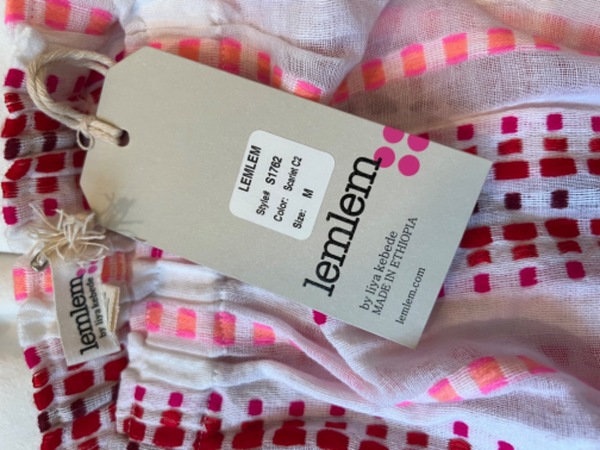 LEMLEM
Style# S1762
Color: Scarlet C2
Size: M
lemlem
by liya kebede
MADE IN ETHIOPIA
lemlem.com
lemlem
by liya kebede